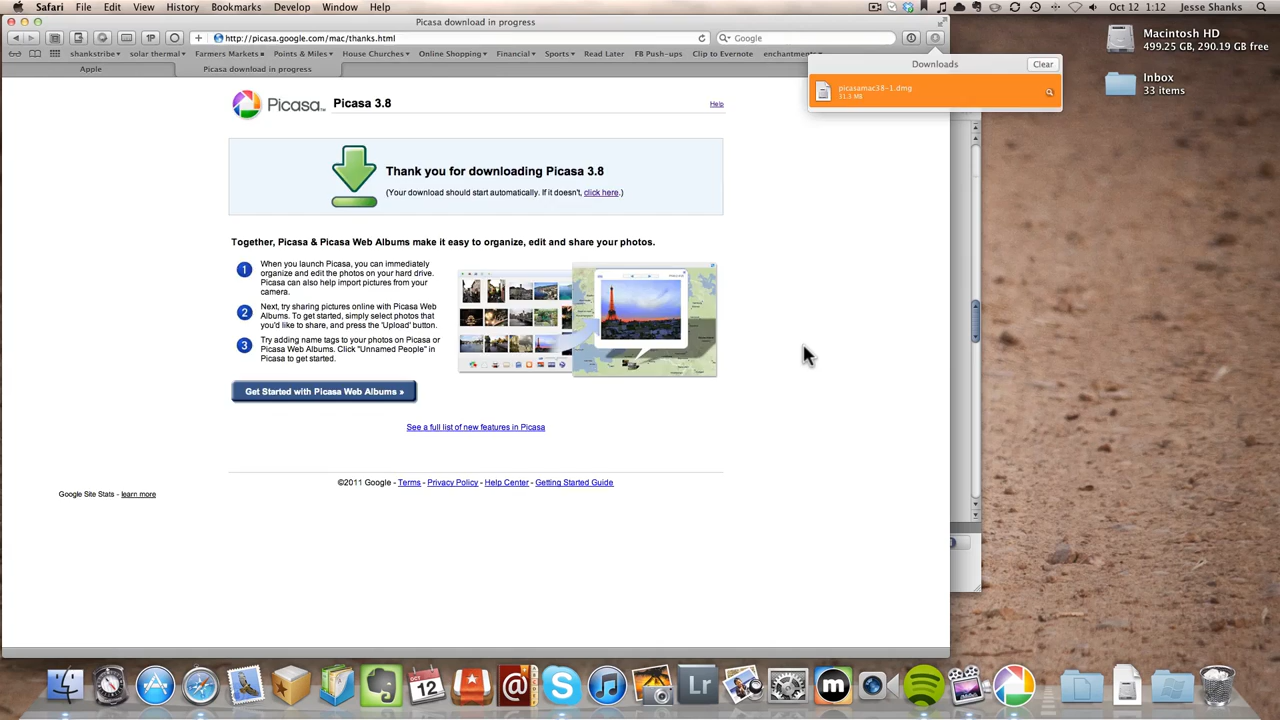 Safari File Edit View History Bookmarks Develop Window Help
Oct 12 1:12 Jesse Shanks
Picasa download in progress
http://picasa.google.com/mac/thanks.html
Google
shankstribe solar thermal Farmers Markets Points & Miles House Churches Online Shopping Financial Sports Read Later FB Push-ups Clip to Evernote
Apple Picasa download in progress
Downloads Clear
picasamac38-1.dmg
31.3 MB
Macintosh HD
499.25 GB, 290.19 GB free
Inbox
33 items
Picasa™ Picasa 3.8 Help
Thank you for downloading Picasa 3.8
(Your download should start automatically. If it doesn't, click here.)
Together, Picasa & Picasa Web Albums make it easy to organize, edit and share your photos.
1 When you launch Picasa, you can immediately
organize and edit the photos on your hard drive.
Picasa can also help import pictures from your
camera.
2 Next, try sharing pictures online with Picasa Web
Albums. To get started, simply select photos that
you'd like to share, and press the 'Upload' button.
3 Try adding name tags to your photos on Picasa or
Picasa Web Albums. Click "Unnamed People" in
Picasa to get started.
Get Started with Picasa Web Albums »
See a full list of new features in Picasa
©2011 Google - Terms - Privacy Policy - Help Center - Getting Started Guide
Google Site Stats - learn more
OCT
12
@
Lr
m